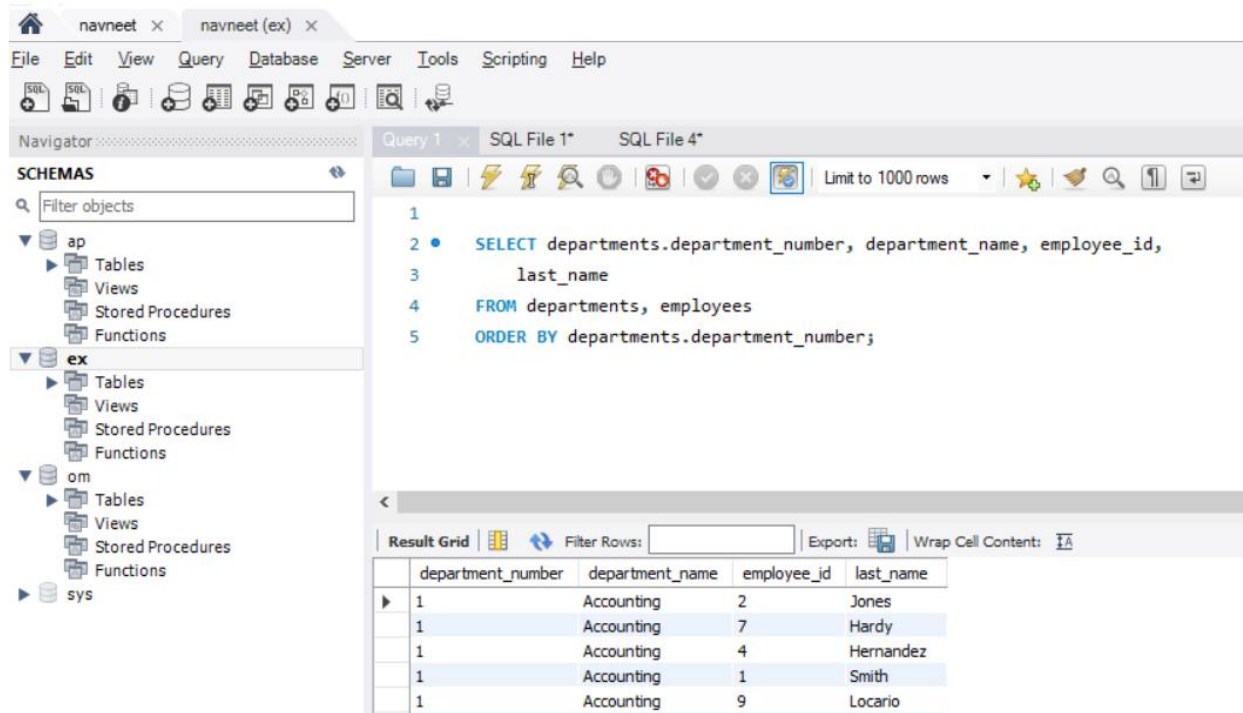 navneet × navneet (ex) ×
File Edit View Query Database Server Tools Scripting Help
Navigator
SCHEMAS
Filter objects
ap
Tables
Views
Stored Procedures
Functions
ex
Tables
Views
Stored Procedures
Functions
om
Tables
Views
Stored Procedures
Functions
sys
Query 1 × SQL File 1* SQL File 4*
Limit to 1000 rows
1
2 SELECT departments.department_number, department_name, employee_id,
3 last_name
4 FROM departments, employees
5 ORDER BY departments.department_number;
Result Grid Filter Rows: Export: Wrap Cell Content:
department_number department_name employee_id last_name
1 Accounting 2 Jones
1 Accounting 7 Hardy
1 Accounting 4 Hernandez
1 Accounting 1 Smith
1 Accounting 9 Locario